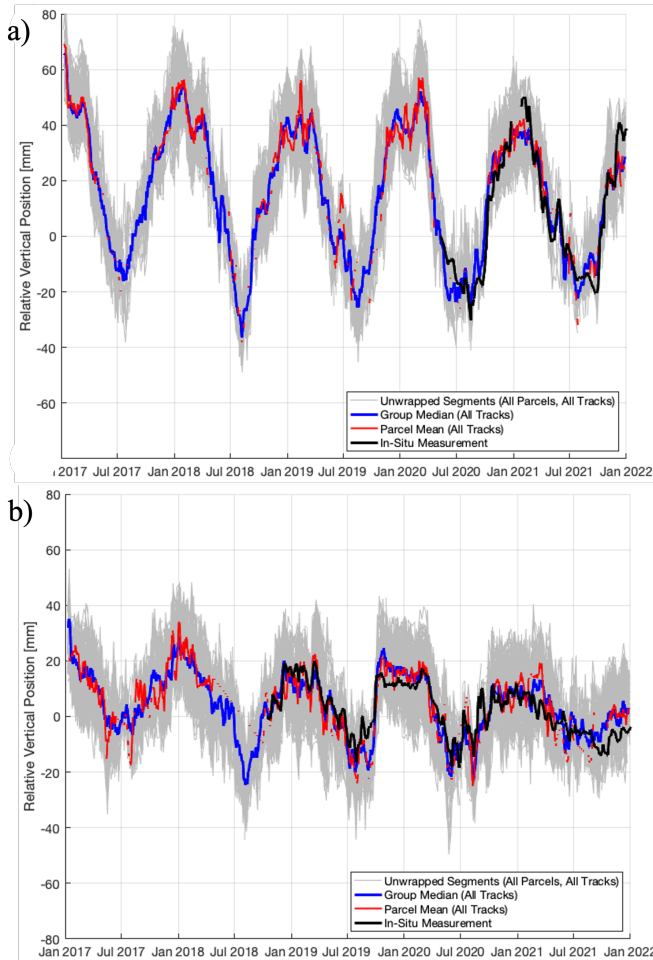 a)
80
60
40
20
0
-20
-40
-60
Relative Vertical Position [mm]
Unwrapped Segments (All Parcels, All Tracks)
Group Median (All Tracks)
Parcel Mean (All Tracks)
In-Situ Measurement
2017 Jul 2017 Jan 2018 Jul 2018 Jan 2019 Jul 2019 Jan 2020 Jul 2020 Jan 2021 Jul 2021 Jan 2022
b)
80
60
40
20
0
-20
-40
-60
-80
Relative Vertical Position [mm]
Unwrapped Segments (All Parcels, All Tracks)
Group Median (All Tracks)
Parcel Mean (All Tracks)
In-Situ Measurement
Jan 2017 Jul 2017 Jan 2018 Jul 2018 Jan 2019 Jul 2019 Jan 2020 Jul 2020 Jan 2021 Jul 2021 Jan 2022